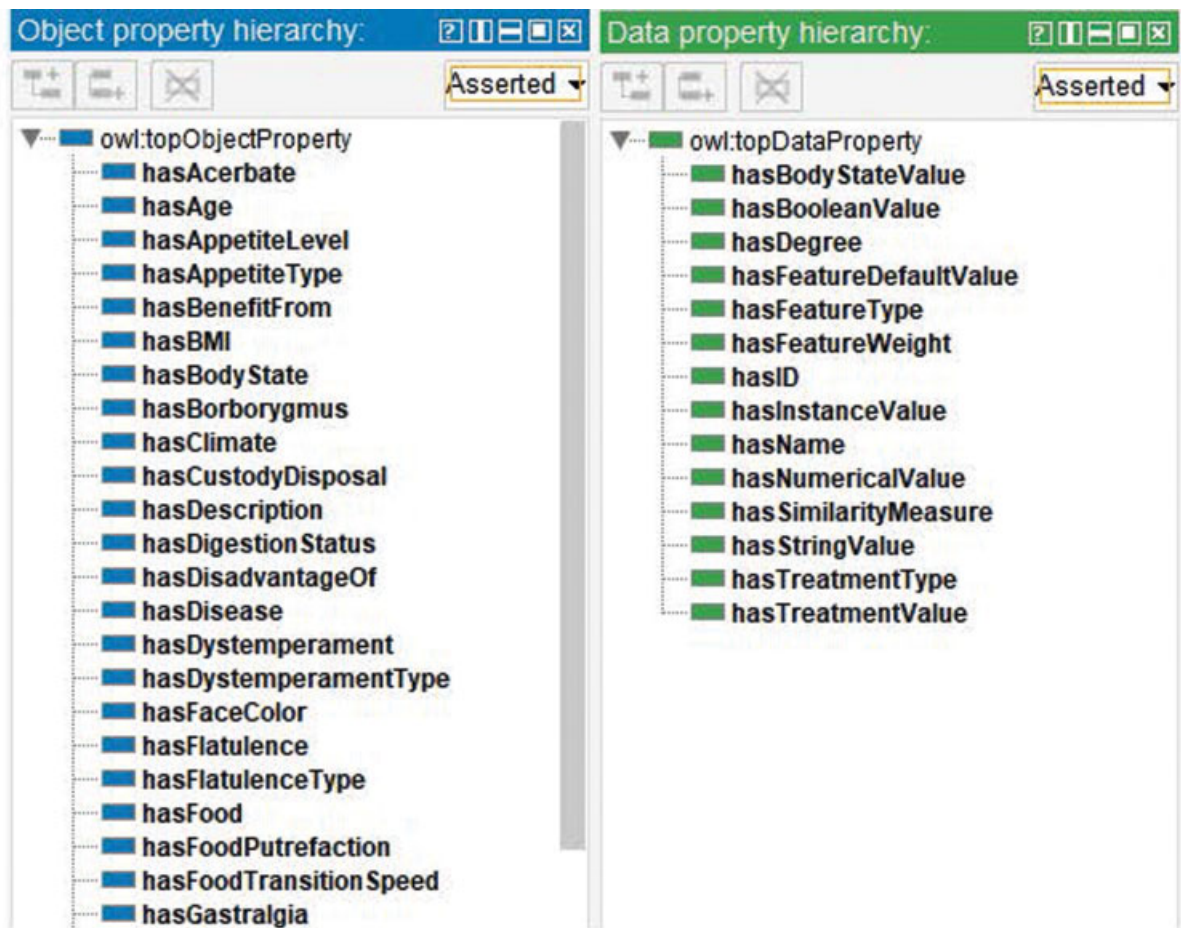 Object property hierarchy:
Asserted
owl:topObjectProperty
hasAcerbate
hasAge
hasAppetiteLevel
hasAppetiteType
hasBenefitFrom
hasBMI
hasBodyState
hasBorborygmus
hasClimate
hasCustodyDisposal
hasDescription
hasDigestionStatus
hasDisadvantageOf
hasDisease
hasDystemperament
hasDystemperamentType
hasFaceColor
hasFlatulence
hasFlatulenceType
hasFood
hasFoodPutrefaction
hasFoodTransitionSpeed
hasGastralgia
Data property hierarchy:
Asserted
owl:topDataProperty
hasBodyStateValue
hasBooleanValue
hasDegree
hasFeatureDefaultValue
hasFeatureType
hasFeatureWeight
hasID
hasInstanceValue
hasName
hasNumericalValue
hasSimilarityMeasure
hasStringValue
hasTreatmentType
hasTreatmentValue